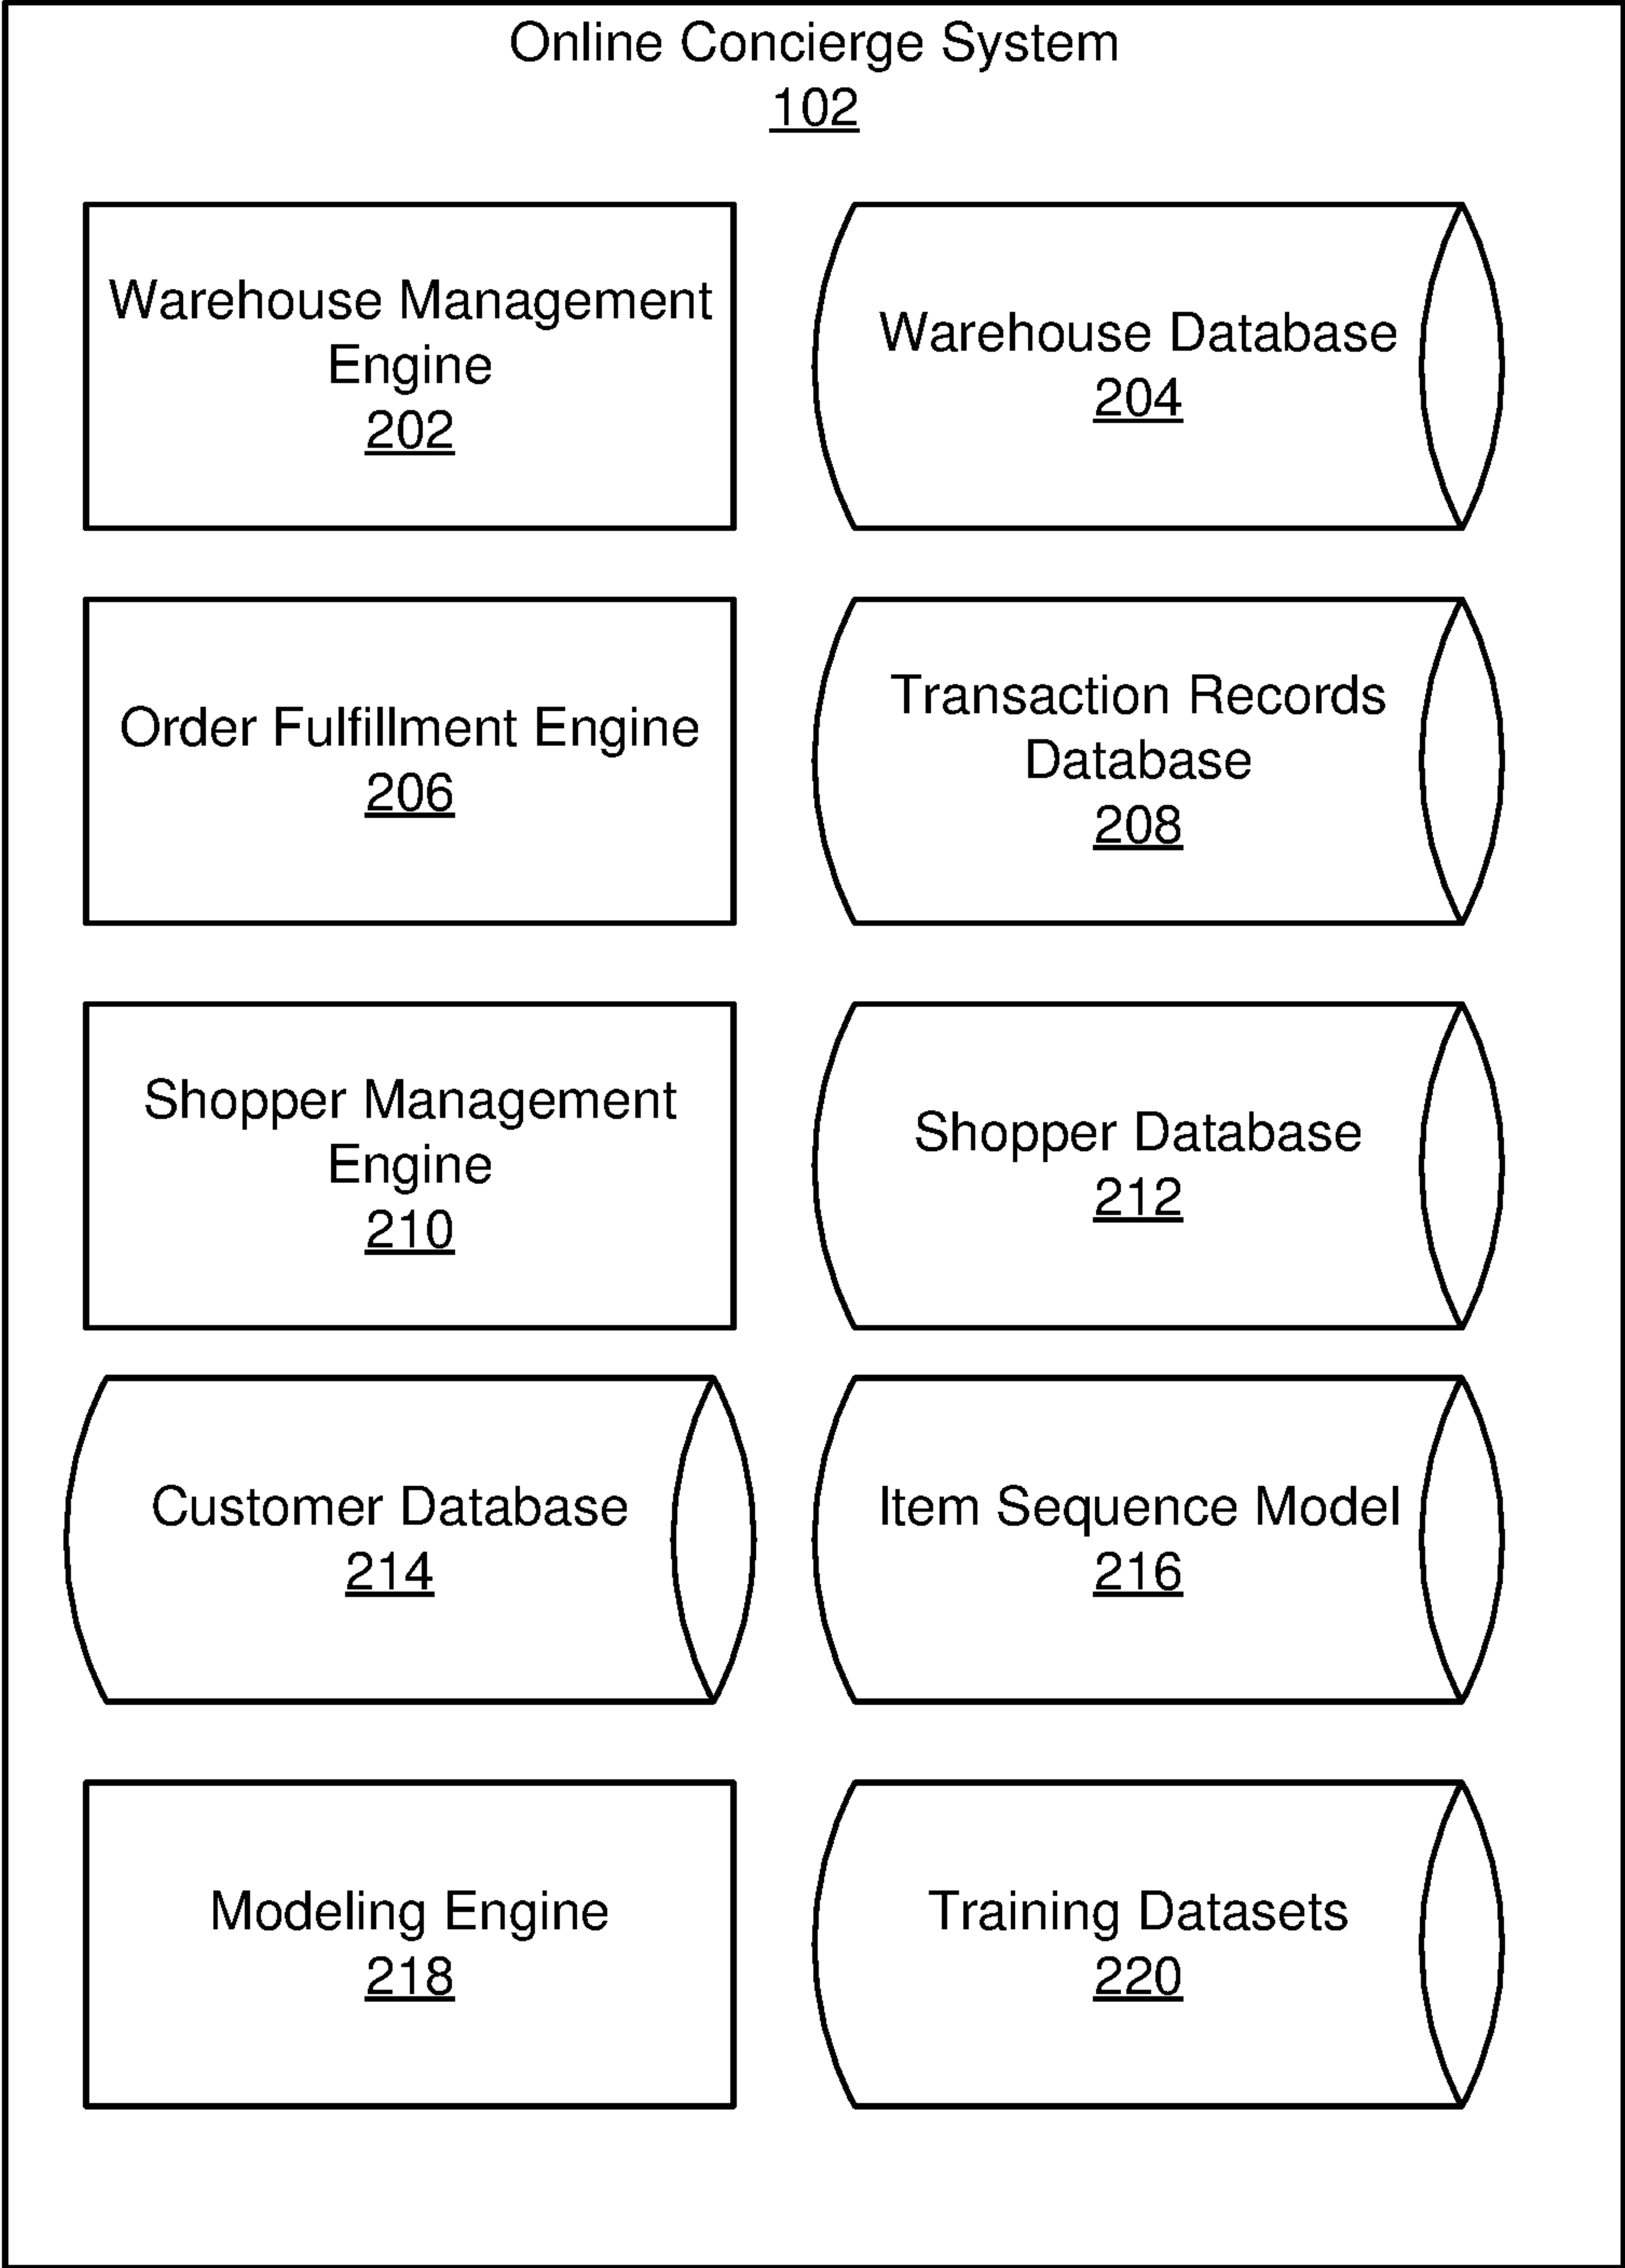 Online Concierge System
102
Warehouse Management
Engine
202
Warehouse Database
204
Order Fulfillment Engine
206
Transaction Records
Database
208
Shopper Management
Engine
210
Shopper Database
212
Customer Database
214
Item Sequence Model
216
Modeling Engine
218
Training Datasets
220